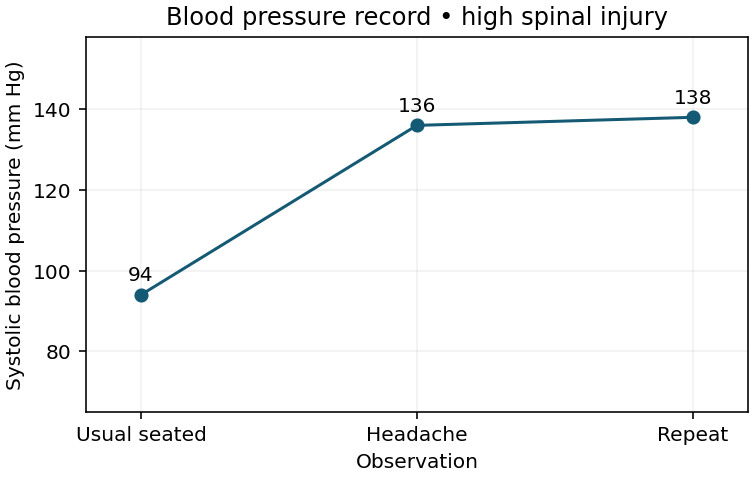 Blood pressure record • high spinal injury
Systolic blood pressure (mm Hg)
140
120
100
80
94
136
138
Usual seated
Headache
Repeat
Observation